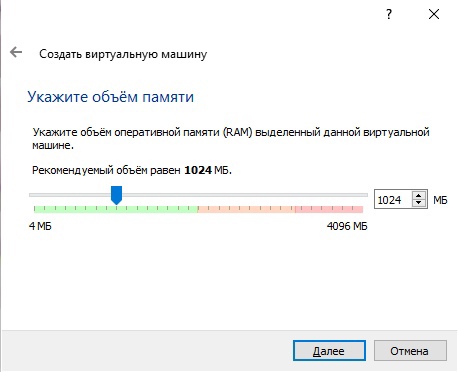 ?
Создать виртуальную машину
Укажите объём памяти
Укажите объём оперативной памяти (RAM) выделенный данной виртуальной
машине.
Рекомендуемый объём равен 1024 МБ.
1024 МБ
4 МБ 4096 МБ
Далее Отмена